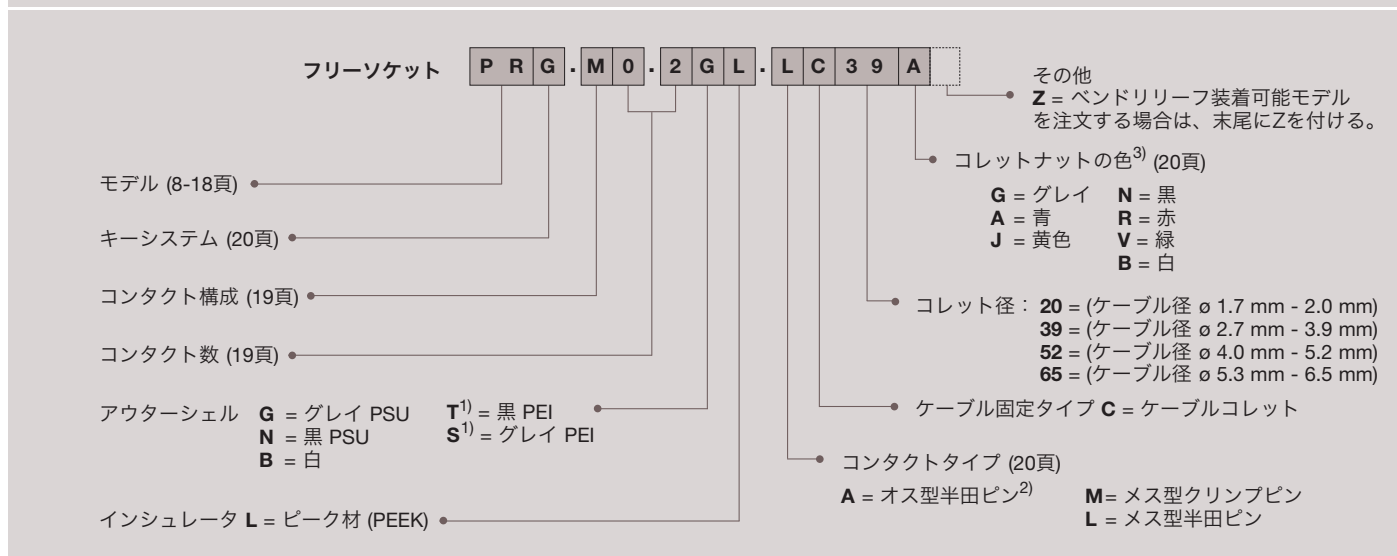 フリーソケット P R G . M 0 . 2 G L . L C 3 9 A
その他
Z = ベンドリリーフ装着可能モデル
を注文する場合は、末尾にZを付ける。
コレットナットの色3) (20頁)
G = グレイ N = 黒
A = 青 R = 赤
J = 黄色 V = 緑
B = 白
モデル (8-18頁)
キーシステム (20頁)
コンタクト構成 (19頁)
コンタクト数 (19頁)
コレット径： 20 = (ケーブル径 ø 1.7 mm - 2.0 mm)
39 = (ケーブル径 ø 2.7 mm - 3.9 mm)
52 = (ケーブル径 ø 4.0 mm - 5.2 mm)
65 = (ケーブル径 ø 5.3 mm - 6.5 mm)
アウターシェル G = グレイ PSU T1) = 黒 PEI
N = 黒 PSU S1) = グレイ PEI
B = 白
ケーブル固定タイプ C = ケーブルコレット
コンタクトタイプ (20頁)
A = オス型半田ピン2) M= メス型クリンプピン
L = メス型半田ピン
インシュレータ L = ピーク材 (PEEK)